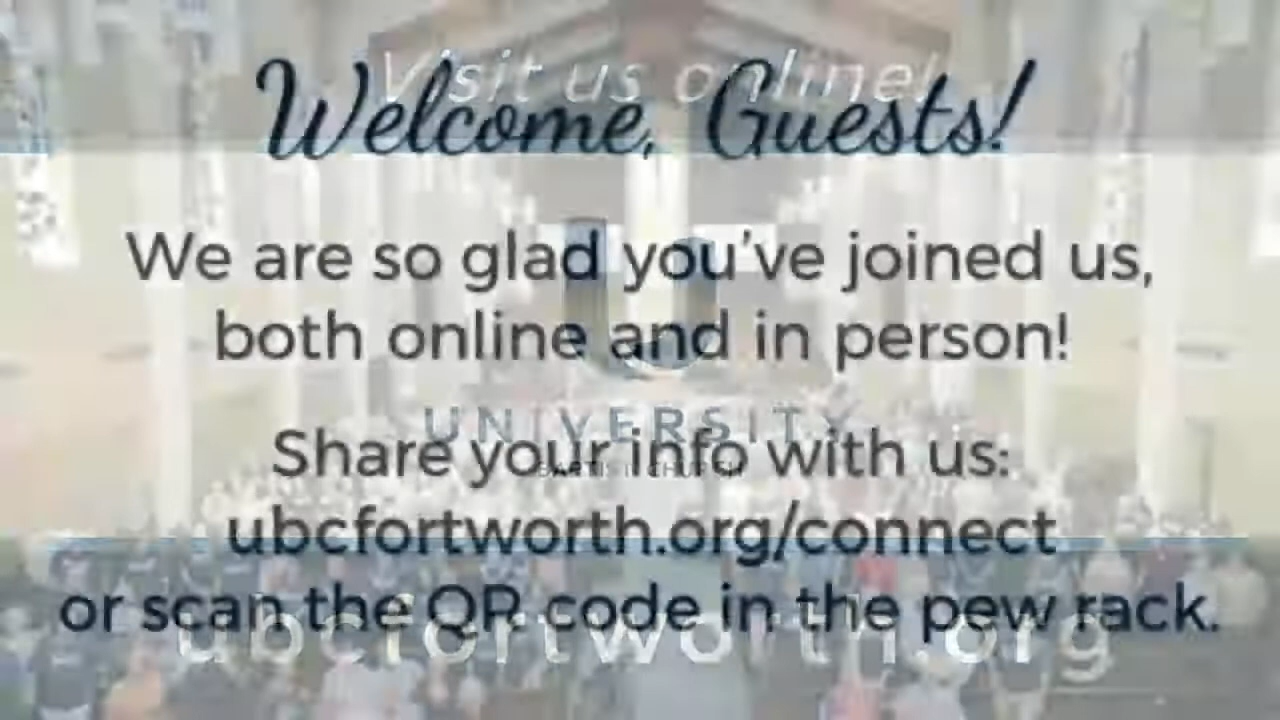 Visit us online!
Welcome, Guests!
We are so glad you've joined us,
both online and in person!
UNIVERSITY
BAPTIST CHURCH
Share your info with us:
ubcfortworth.org/connect
or scan the QR code in the pew rack.
ubcfortworth.org